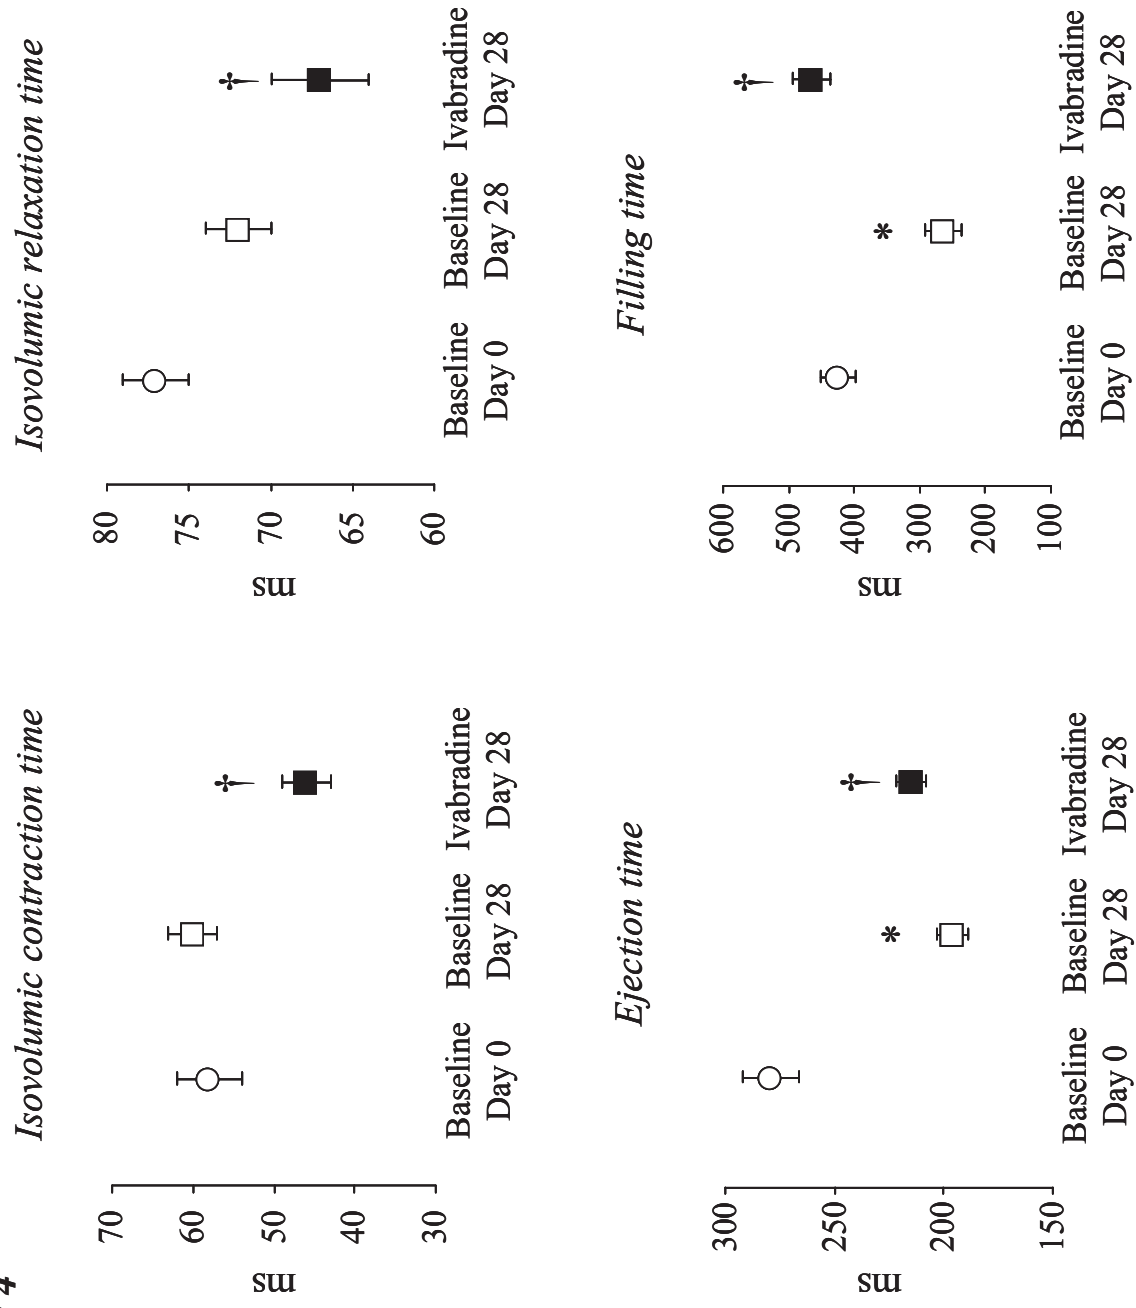 4
Isovolumic contraction time
70
60
50
40
30
ms
†
Baseline Baseline Ivabradine
Day 0 Day 28 Day 28
Isovolumic relaxation time
80
75
70
65
60
ms
†
Baseline Baseline Ivabradine
Day 0 Day 28 Day 28
Ejection time
300
250
200
150
ms
*
†
Baseline Baseline Ivabradine
Day 0 Day 28 Day 28
Filling time
600
500
400
300
200
100
ms
*
†
Baseline Baseline Ivabradine
Day 0 Day 28 Day 28